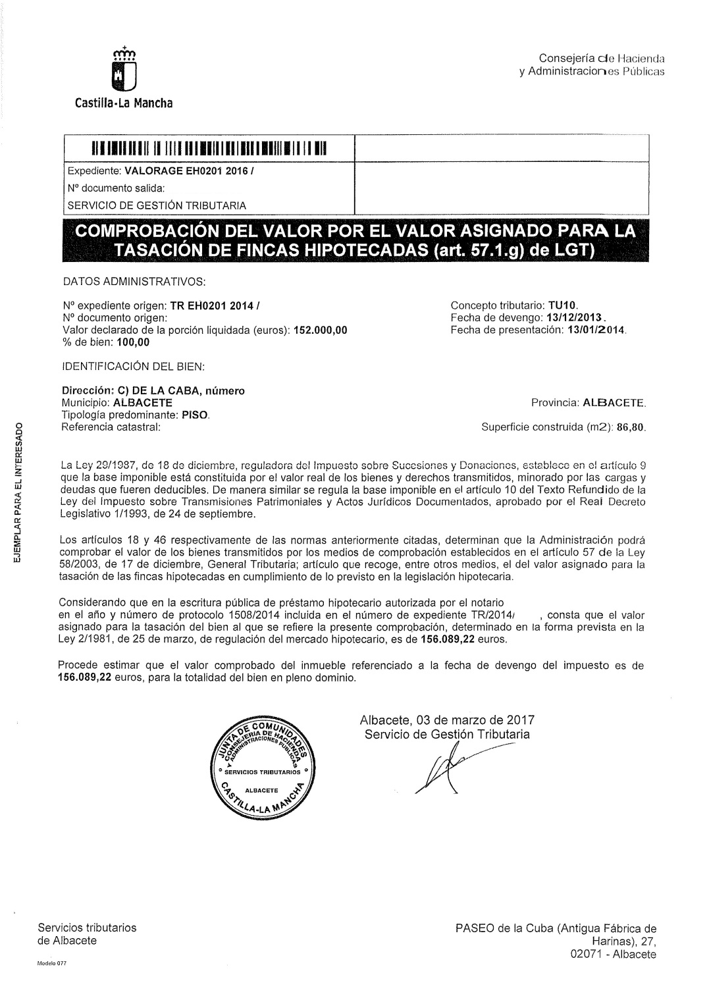 Castilla-La Mancha
Consejería de Hacienda
y Administraciones Públicas
Expediente: VALORAGE EH0201 2016 /
Nº documento salida:
SERVICIO DE GESTIÓN TRIBUTARIA
COMPROBACIÓN DEL VALOR POR EL VALOR ASIGNADO PARA LA
TASACIÓN DE FINCAS HIPOTECADAS (art. 57.1.g) de LGT)
DATOS ADMINISTRATIVOS:
Nº expediente origen: TR EH0201 2014 /
Nº documento origen:
Valor declarado de la porción liquidada (euros): 152.000,00
% de bien: 100,00
Concepto tributario: TU10.
Fecha de devengo: 13/12/2013.
Fecha de presentación: 13/01/2014.
IDENTIFICACIÓN DEL BIEN:
Dirección: C) DE LA CABA, número
Municipio: ALBACETE
Provincia: ALBACETE.
Tipología predominante: PISO.
Referencia catastral:
Superficie construida (m2): 86,80.
EJEMPLAR PARA EL INTERESADO
La Ley 29/1987, de 18 de diciembre, reguladora del Impuesto sobre Sucesiones y Donaciones, establece en el artículo 9
que la base imponible está constituida por el valor real de los bienes y derechos transmitidos, minorado por las cargas y
deudas que fueren deducibles. De manera similar se regula la base imponible en el artículo 10 del Texto Refundido de la
Ley del Impuesto sobre Transmisiones Patrimoniales y Actos Jurídicos Documentados, aprobado por el Real Decreto
Legislativo 1/1993, de 24 de septiembre.
Los artículos 18 y 46 respectivamente de las normas anteriormente citadas, determinan que la Administración podrá
comprobar el valor de los bienes transmitidos por los medios de comprobación establecidos en el artículo 57 de la Ley
58/2003, de 17 de diciembre, General Tributaria; artículo que recoge, entre otros medios, el del valor asignado para la
tasación de las fincas hipotecadas en cumplimiento de lo previsto en la legislación hipotecaria.
Considerando que en la escritura pública de préstamo hipotecario autorizada por el notario
en el año y número de protocolo 1508/2014 incluida en el número de expediente TR/2014/ , consta que el valor
asignado para la tasación del bien al que se refiere la presente comprobación, determinado en la forma prevista en la
Ley 2/1981, de 25 de marzo, de regulación del mercado hipotecario, es de 156.089,22 euros.
Procede estimar que el valor comprobado del inmueble referenciado a la fecha de devengo del impuesto es de
156.089,22 euros, para la totalidad del bien en pleno dominio.
Albacete, 03 de marzo de 2017
Servicio de Gestión Tributaria
JUNTA DE COMUNIDADES
CONSEJERIA DE HACIENDA
Y ADMINISTRACIONES PUBLICAS
SERVICIOS TRIBUTARIOS
ALBACETE
CASTILLA-LA MANCHA
Servicios tributarios
de Albacete
Modelo 077
PASEO de la Cuba (Antigua Fábrica de
Harinas), 27,
02071 - Albacete